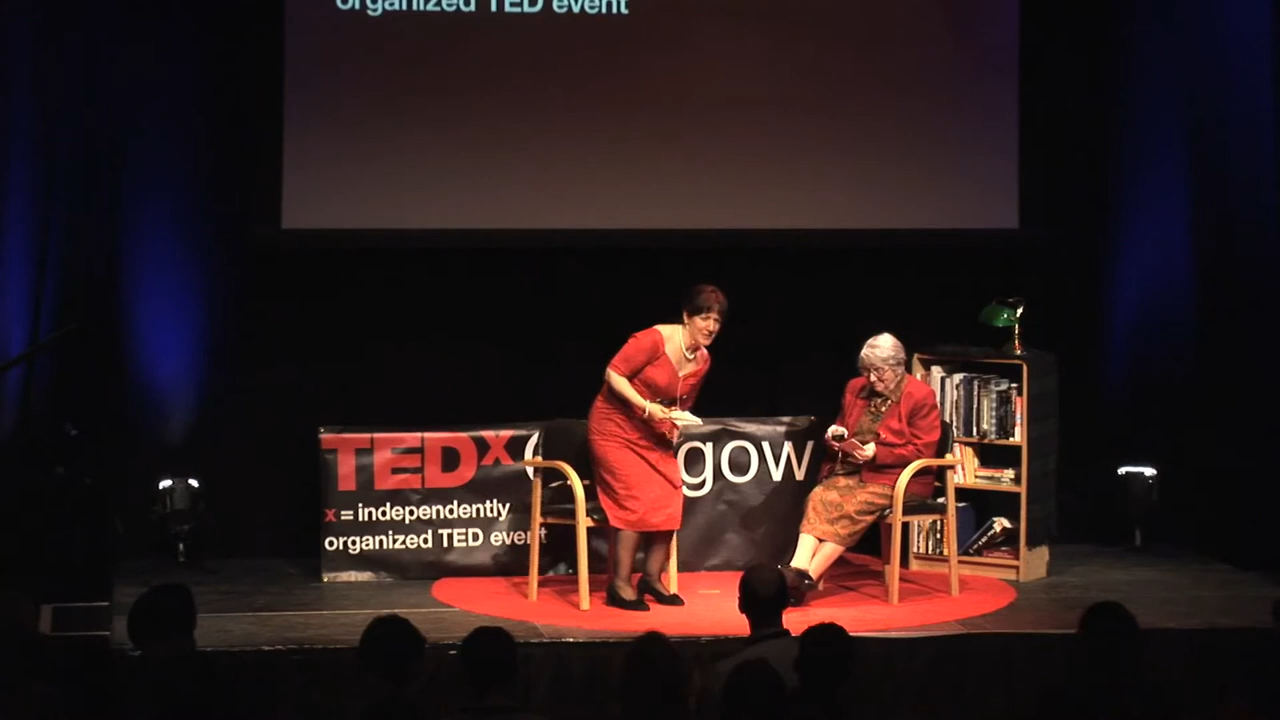 organized TED event
TEDx G gow
x = independently
organized TED event